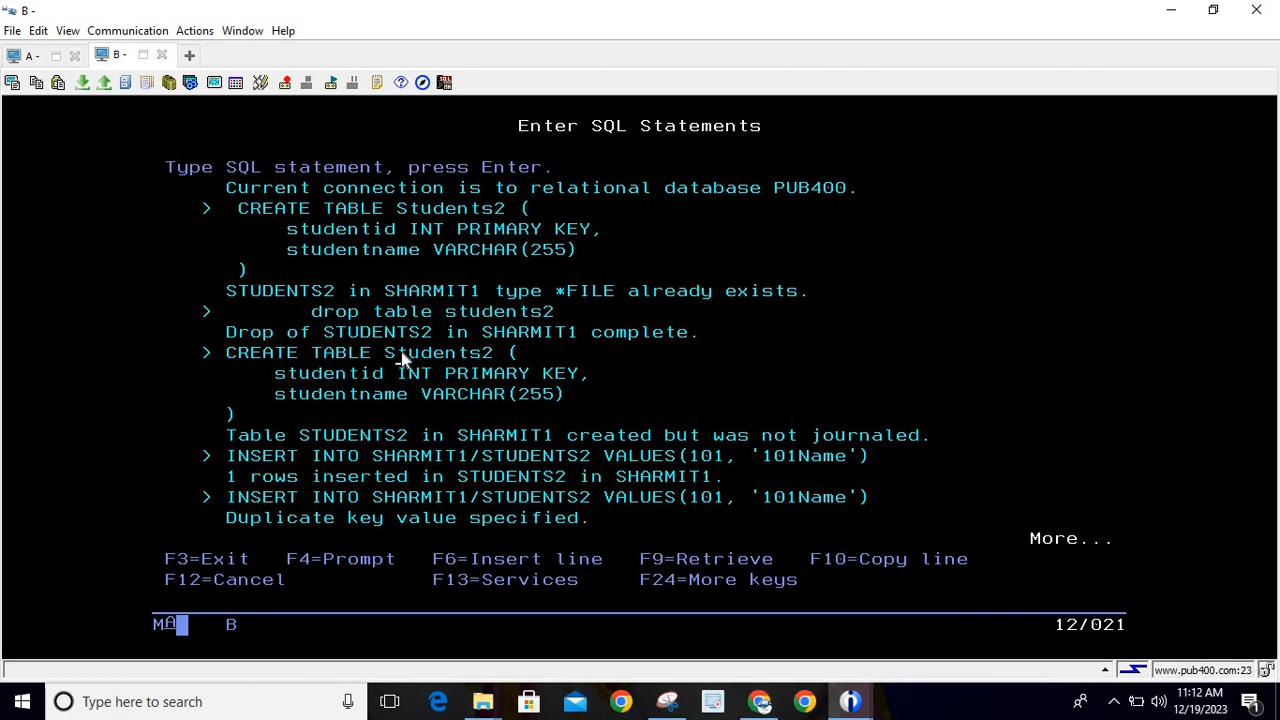 B -
File Edit View Communication Actions Window Help
A - B -
Enter SQL Statements
Type SQL statement, press Enter.
Current connection is to relational database PUB400.
> CREATE TABLE Students2 (
studentid INT PRIMARY KEY,
studentname VARCHAR(255)
)
STUDENTS2 in SHARMIT1 type *FILE already exists.
> drop table students2
Drop of STUDENTS2 in SHARMIT1 complete.
> CREATE TABLE Students2 (
studentid INT PRIMARY KEY,
studentname VARCHAR(255)
)
Table STUDENTS2 in SHARMIT1 created but was not journaled.
> INSERT INTO SHARMIT1/STUDENTS2 VALUES(101, '101Name')
1 rows inserted in STUDENTS2 in SHARMIT1.
> INSERT INTO SHARMIT1/STUDENTS2 VALUES(101, '101Name')
Duplicate key value specified.
More...
F3=Exit F4=Prompt F6=Insert line F9=Retrieve F10=Copy line
F12=Cancel F13=Services F24=More keys
MA B 12/021
www.pub400.com:23
Type here to search
11:12 AM
12/19/2023